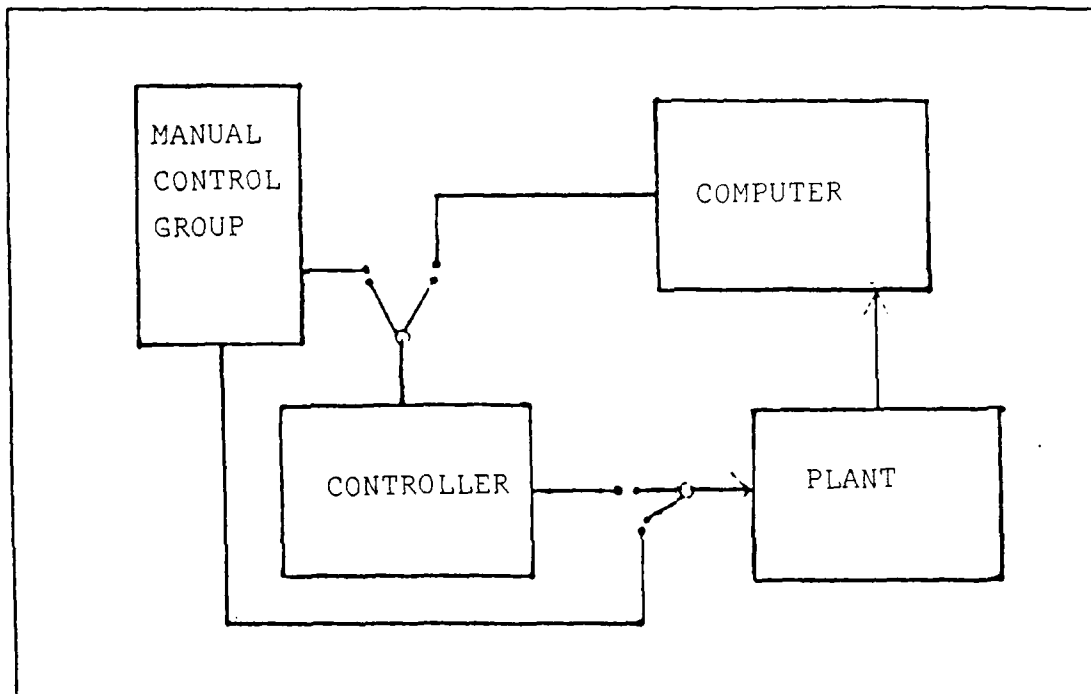 MANUAL
CONTROL
GROUP
COMPUTER
CONTROLLER
PLANT